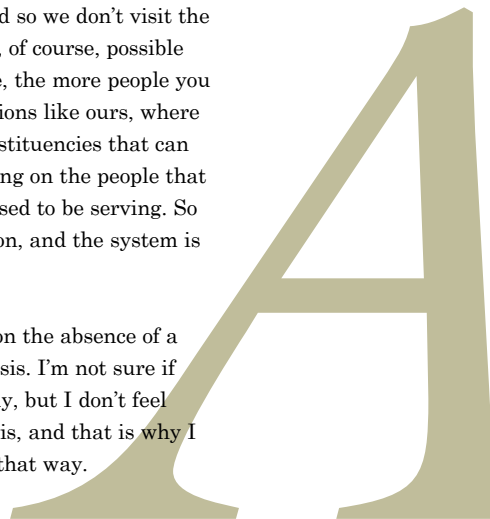 d so we don't visit the
, of course, possible
e, the more people you
ions like ours, where
stituencies that can
ng on the people that
sed to be serving. So
on, and the system is
on the absence of a
sis. I'm not sure if
y, but I don't feel
is, and that is why I
that way.
A